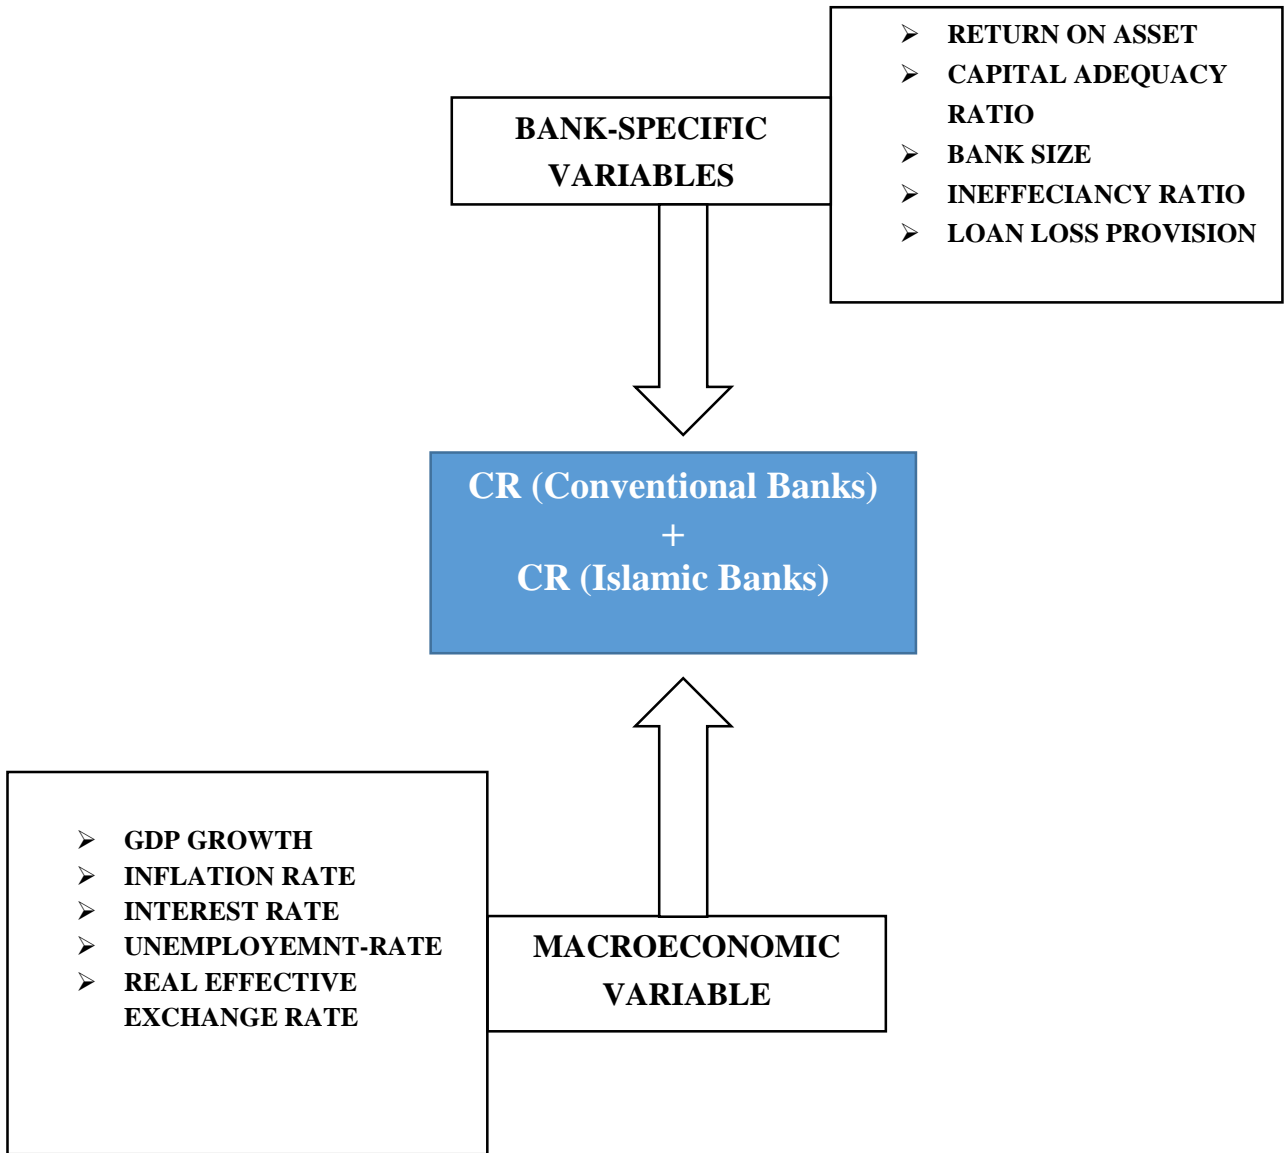 ➢ RETURN ON ASSET
➢ CAPITAL ADEQUACY
RATIO
➢ BANK SIZE
➢ INEFFECIANCY RATIO
➢ LOAN LOSS PROVISION
BANK-SPECIFIC
VARIABLES
CR (Conventional Banks)
+
CR (Islamic Banks)
➢ GDP GROWTH
➢ INFLATION RATE
➢ INTEREST RATE
➢ UNEMPLOYEMNT-RATE
➢ REAL EFFECTIVE
EXCHANGE RATE
MACROECONOMIC
VARIABLE